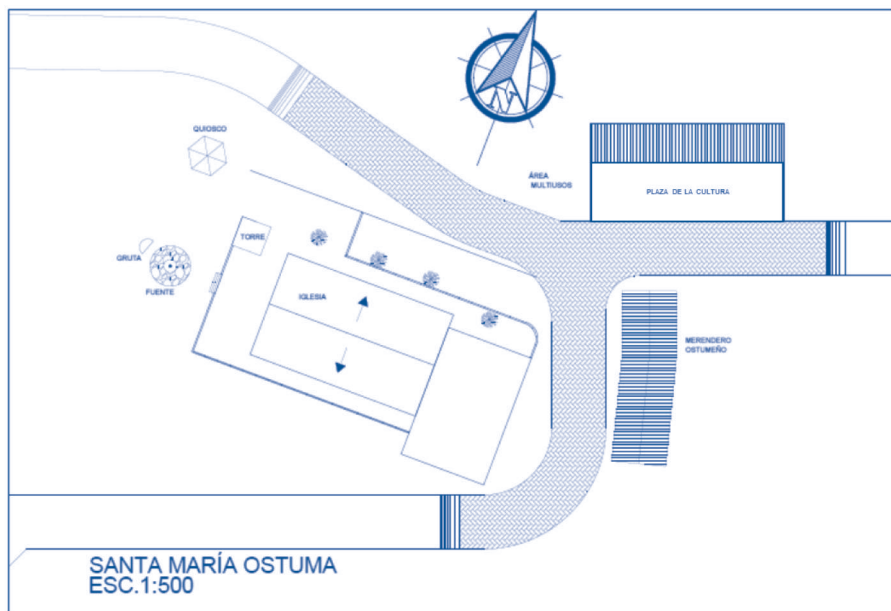 N
QUIOSCO
ÁREA
MULTIUSOS
PLAZA DE LA CULTURA
TORRE
GRUTA
FUENTE
IGLESIA
MERENDERO
OSTUMEÑO
SANTA MARÍA OSTUMA
ESC.1:500